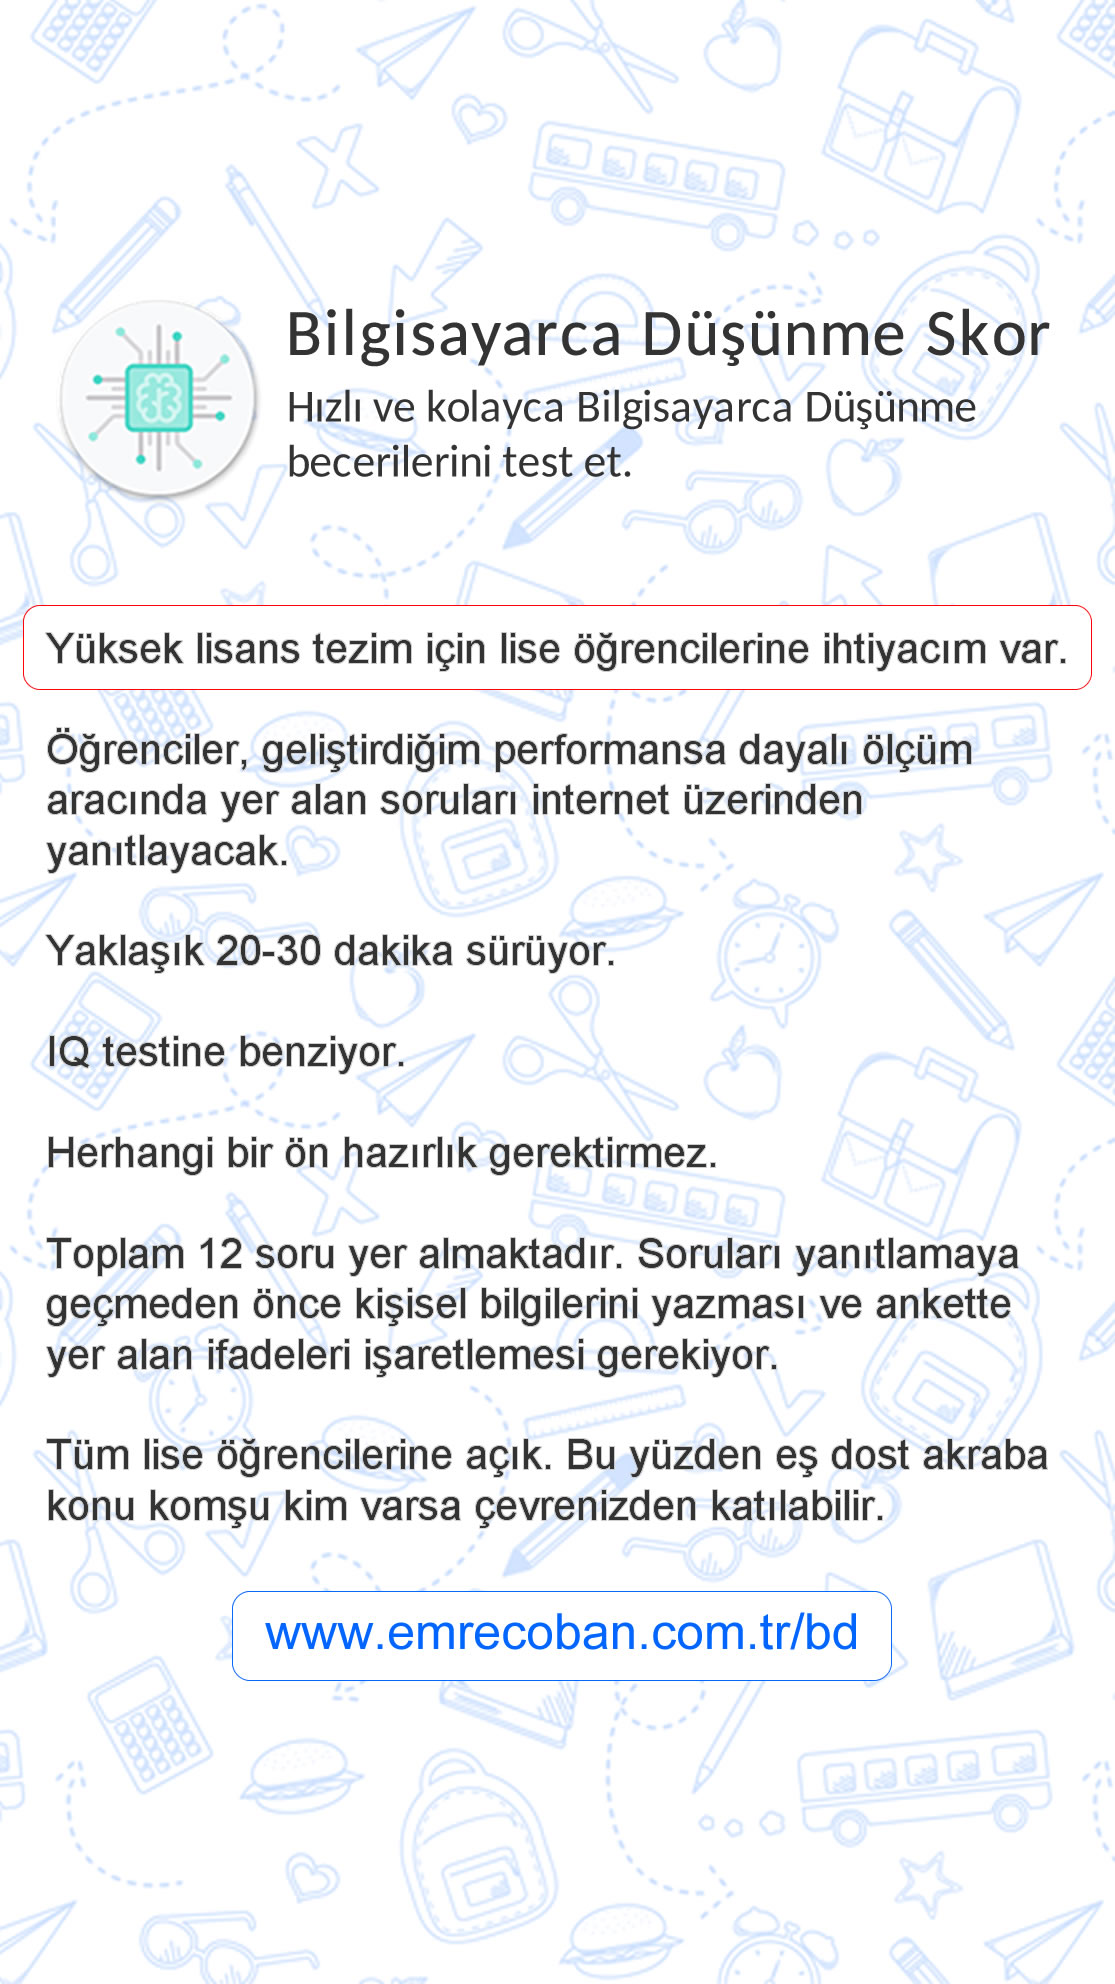 Bilgisayarca Düşünme Skor
Hızlı ve kolayca Bilgisayarca Düşünme
becerilerini test et.
Yüksek lisans tezim için lise öğrencilerine ihtiyacım var.
Öğrenciler, geliştirdiğim performansa dayalı ölçüm
aracında yer alan soruları internet üzerinden
yanıtlayacak.
Yaklaşık 20-30 dakika sürüyor.
IQ testine benziyor.
Herhangi bir ön hazırlık gerektirmez.
Toplam 12 soru yer almaktadır. Soruları yanıtlamaya
geçmeden önce kişisel bilgilerini yazması ve ankette
yer alan ifadeleri işaretlemesi gerekiyor.
Tüm lise öğrencilerine açık. Bu yüzden eş dost akraba
konu komşu kim varsa çevrenizden katılabilir.
www.emrecoban.com.tr/bd